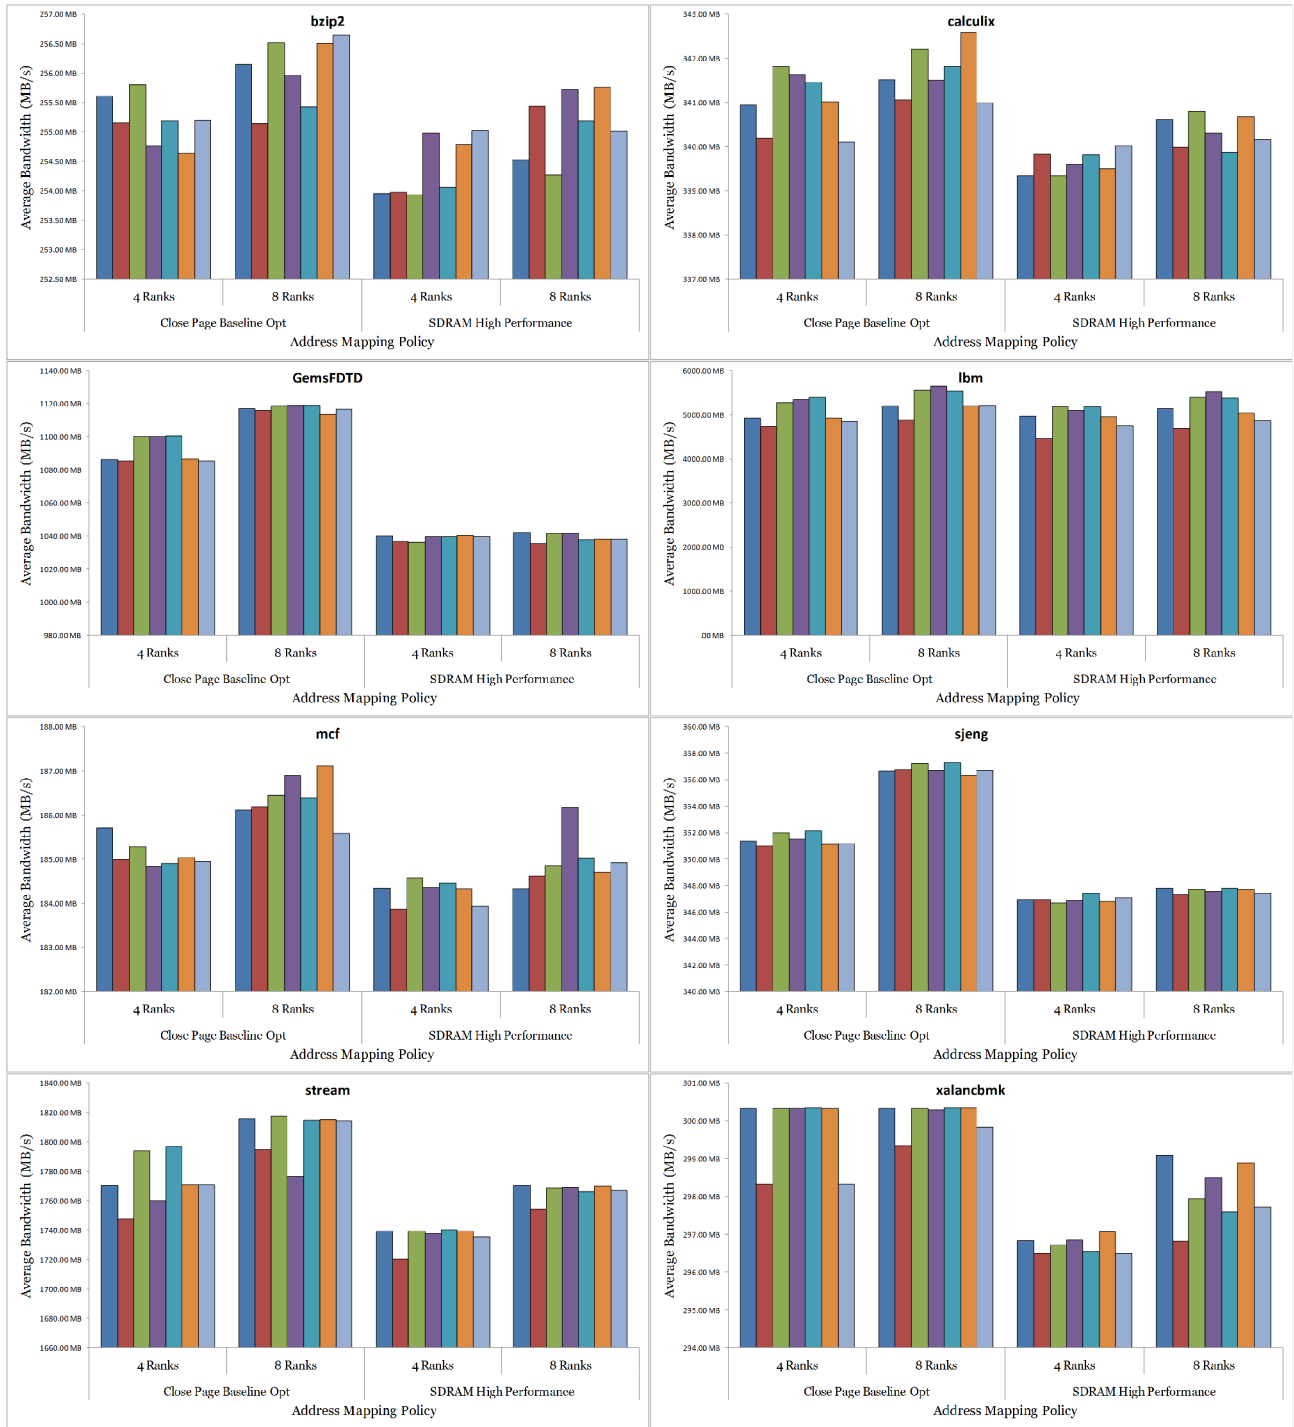 bzip2
Average Bandwidth (MB/s)
257.00 MB
256.50 MB
256.00 MB
255.50 MB
255.00 MB
254.50 MB
254.00 MB
253.50 MB
253.00 MB
252.50 MB
4 Ranks 8 Ranks 4 Ranks 8 Ranks
Close Page Baseline Opt SDRAM High Performance
Address Mapping Policy
calculix
Average Bandwidth (MB/s)
343.00 MB
342.00 MB
341.00 MB
340.00 MB
339.00 MB
338.00 MB
337.00 MB
4 Ranks 8 Ranks 4 Ranks 8 Ranks
Close Page Baseline Opt SDRAM High Performance
Address Mapping Policy
GemsFDTD
Average Bandwidth (MB/s)
1140.00 MB
1120.00 MB
1100.00 MB
1080.00 MB
1060.00 MB
1040.00 MB
1020.00 MB
1000.00 MB
980.00 MB
4 Ranks 8 Ranks 4 Ranks 8 Ranks
Close Page Baseline Opt SDRAM High Performance
Address Mapping Policy
lbm
Average Bandwidth (MB/s)
6000.00 MB
5000.00 MB
4000.00 MB
3000.00 MB
2000.00 MB
1000.00 MB
.00 MB
4 Ranks 8 Ranks 4 Ranks 8 Ranks
Close Page Baseline Opt SDRAM High Performance
Address Mapping Policy
mcf
Average Bandwidth (MB/s)
188.00 MB
187.00 MB
186.00 MB
185.00 MB
184.00 MB
183.00 MB
182.00 MB
4 Ranks 8 Ranks 4 Ranks 8 Ranks
Close Page Baseline Opt SDRAM High Performance
Address Mapping Policy
sjeng
Average Bandwidth (MB/s)
360.00 MB
358.00 MB
356.00 MB
354.00 MB
352.00 MB
350.00 MB
348.00 MB
346.00 MB
344.00 MB
342.00 MB
340.00 MB
4 Ranks 8 Ranks 4 Ranks 8 Ranks
Close Page Baseline Opt SDRAM High Performance
Address Mapping Policy
stream
Average Bandwidth (MB/s)
1840.00 MB
1820.00 MB
1800.00 MB
1780.00 MB
1760.00 MB
1740.00 MB
1720.00 MB
1700.00 MB
1680.00 MB
1660.00 MB
4 Ranks 8 Ranks 4 Ranks 8 Ranks
Close Page Baseline Opt SDRAM High Performance
Address Mapping Policy
xalancbmk
Average Bandwidth (MB/s)
301.00 MB
300.00 MB
299.00 MB
298.00 MB
297.00 MB
296.00 MB
295.00 MB
294.00 MB
4 Ranks 8 Ranks 4 Ranks 8 Ranks
Close Page Baseline Opt SDRAM High Performance
Address Mapping Policy